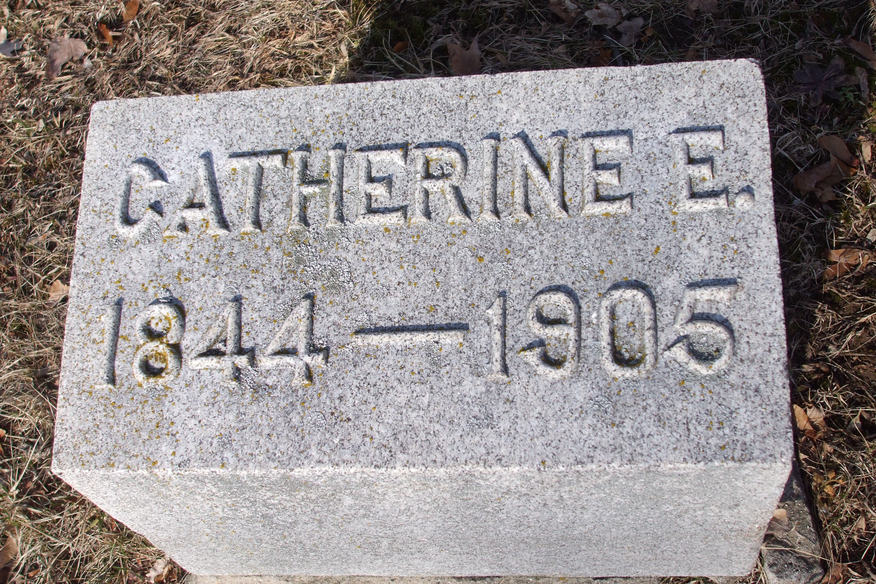 CATHERINE E.
1844 — 1905